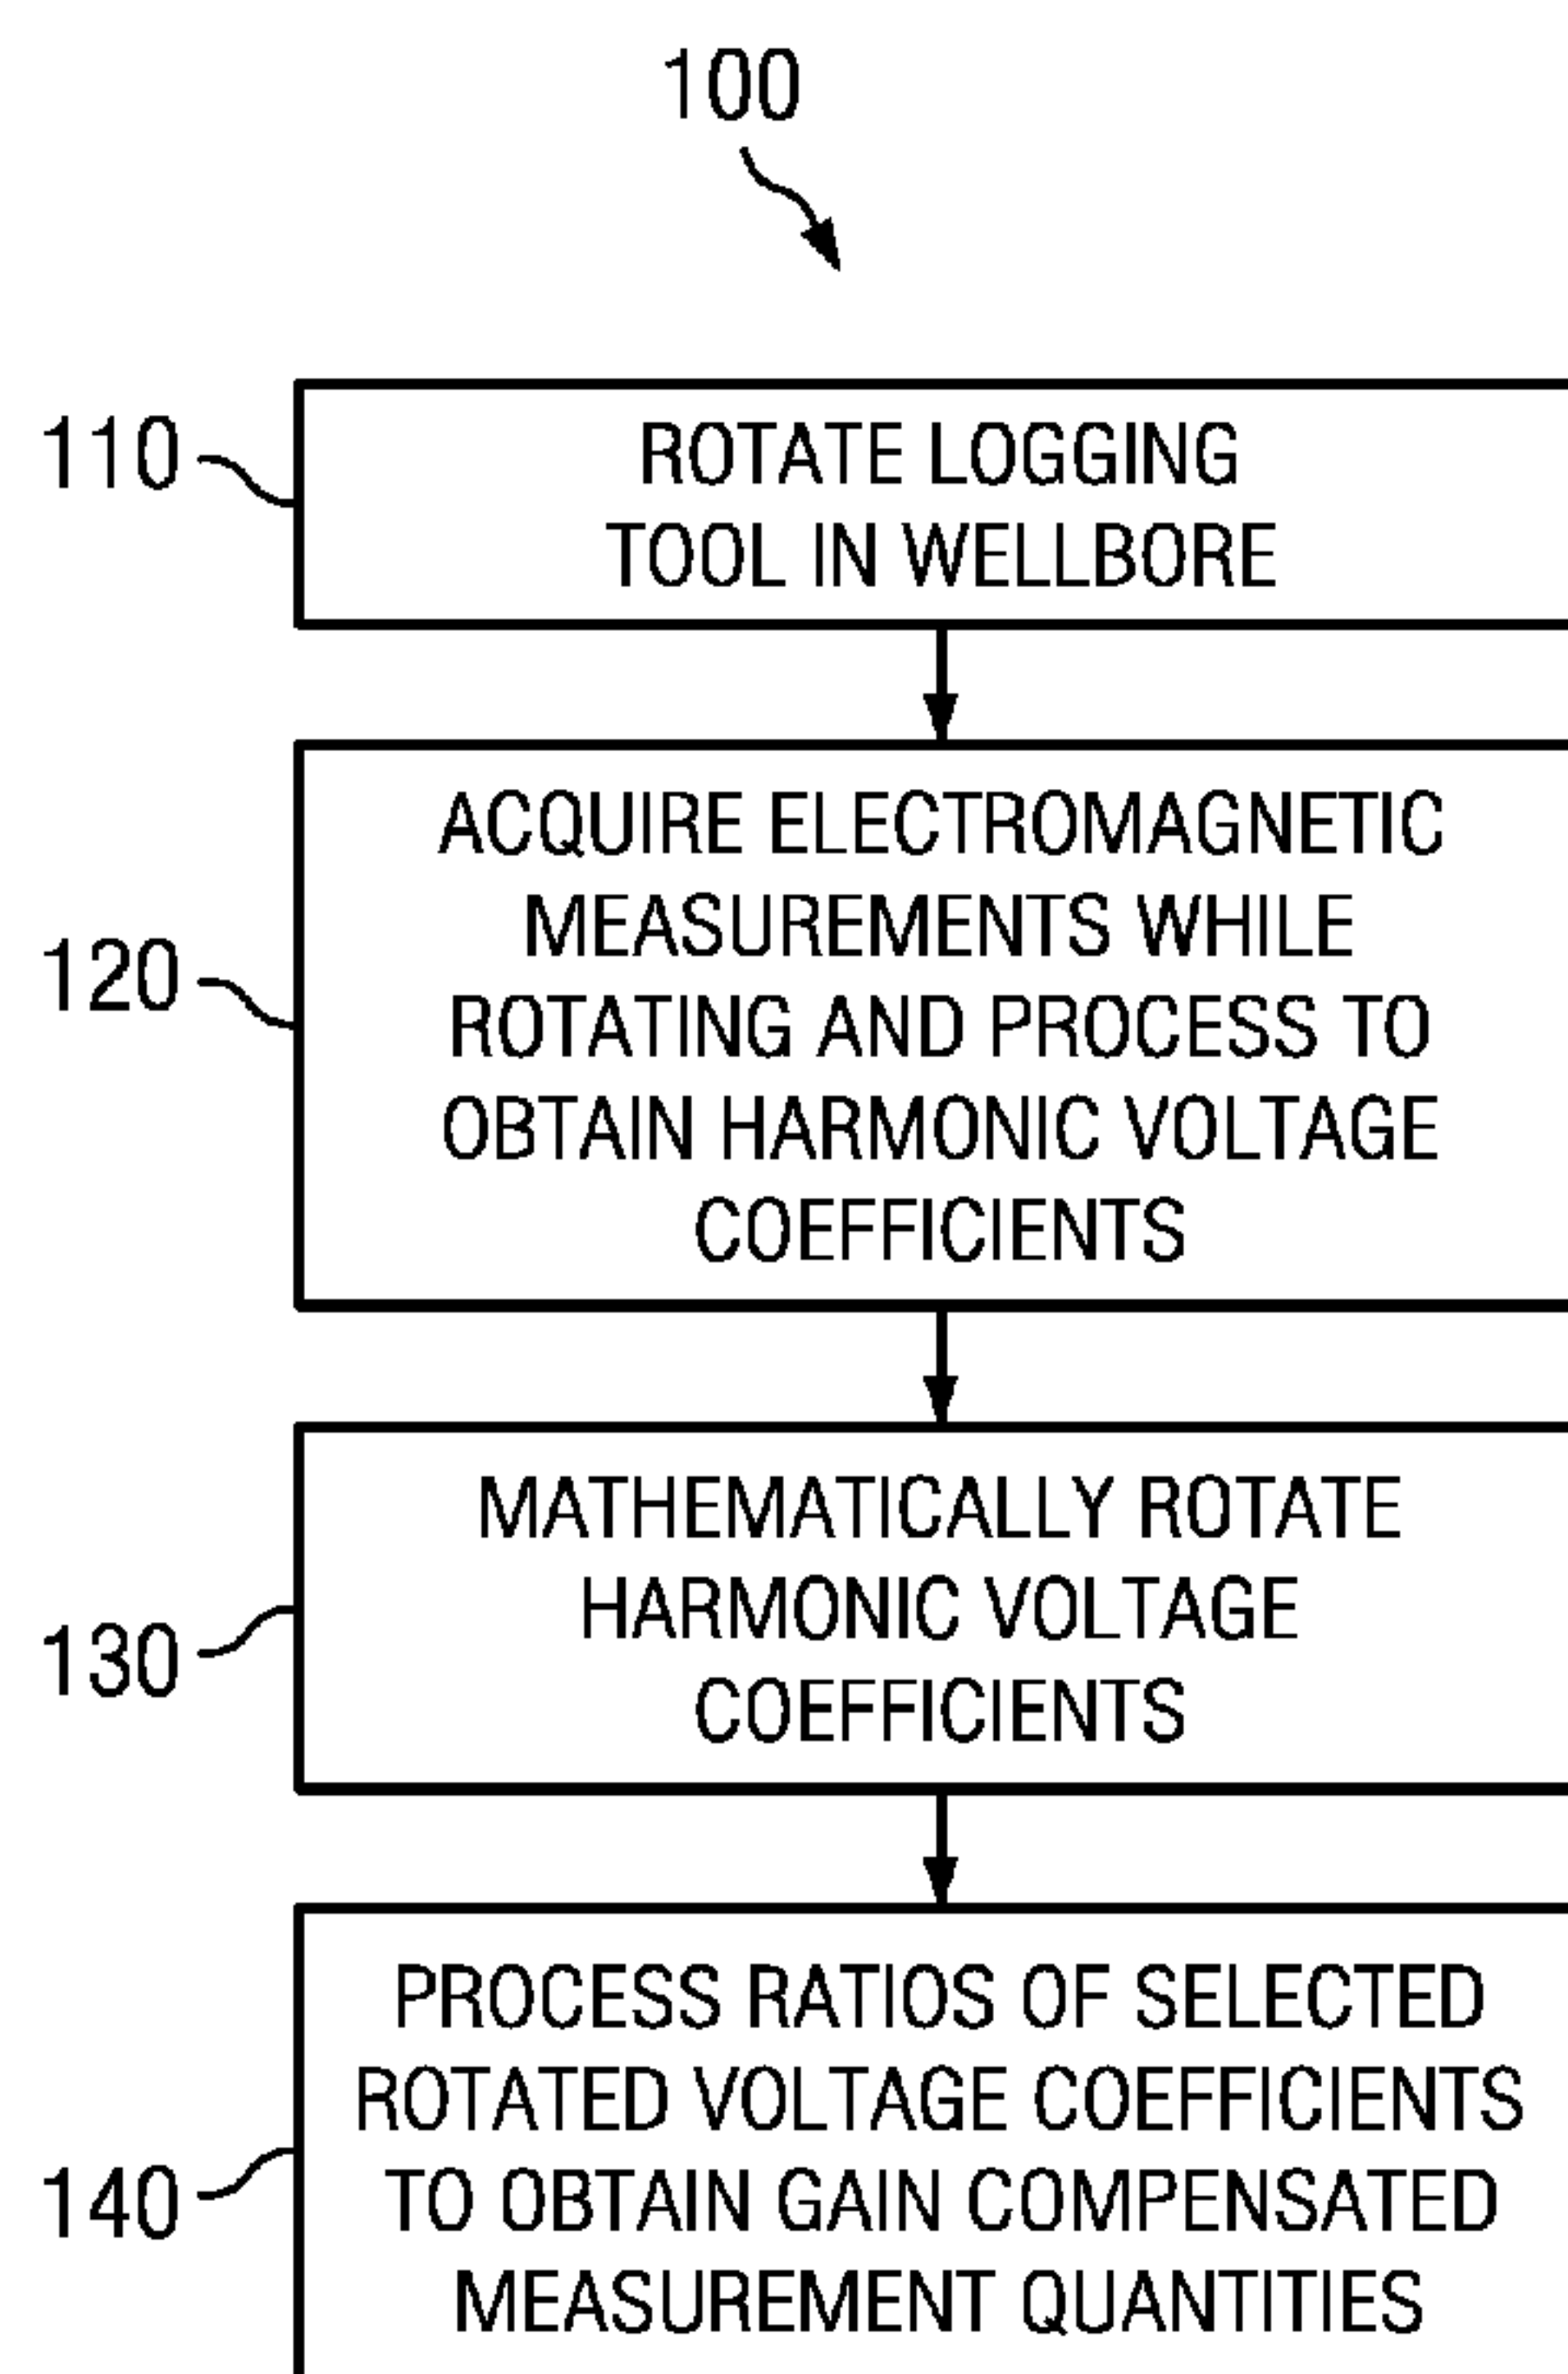 100
110
ROTATE LOGGING
TOOL IN WELLBORE
120
ACQUIRE ELECTROMAGNETIC
MEASUREMENTS WHILE
ROTATING AND PROCESS TO
OBTAIN HARMONIC VOLTAGE
COEFFICIENTS
130
MATHEMATICALLY ROTATE
HARMONIC VOLTAGE
COEFFICIENTS
140
PROCESS RATIOS OF SELECTED
ROTATED VOLTAGE COEFFICIENTS
TO OBTAIN GAIN COMPENSATED
MEASUREMENT QUANTITIES